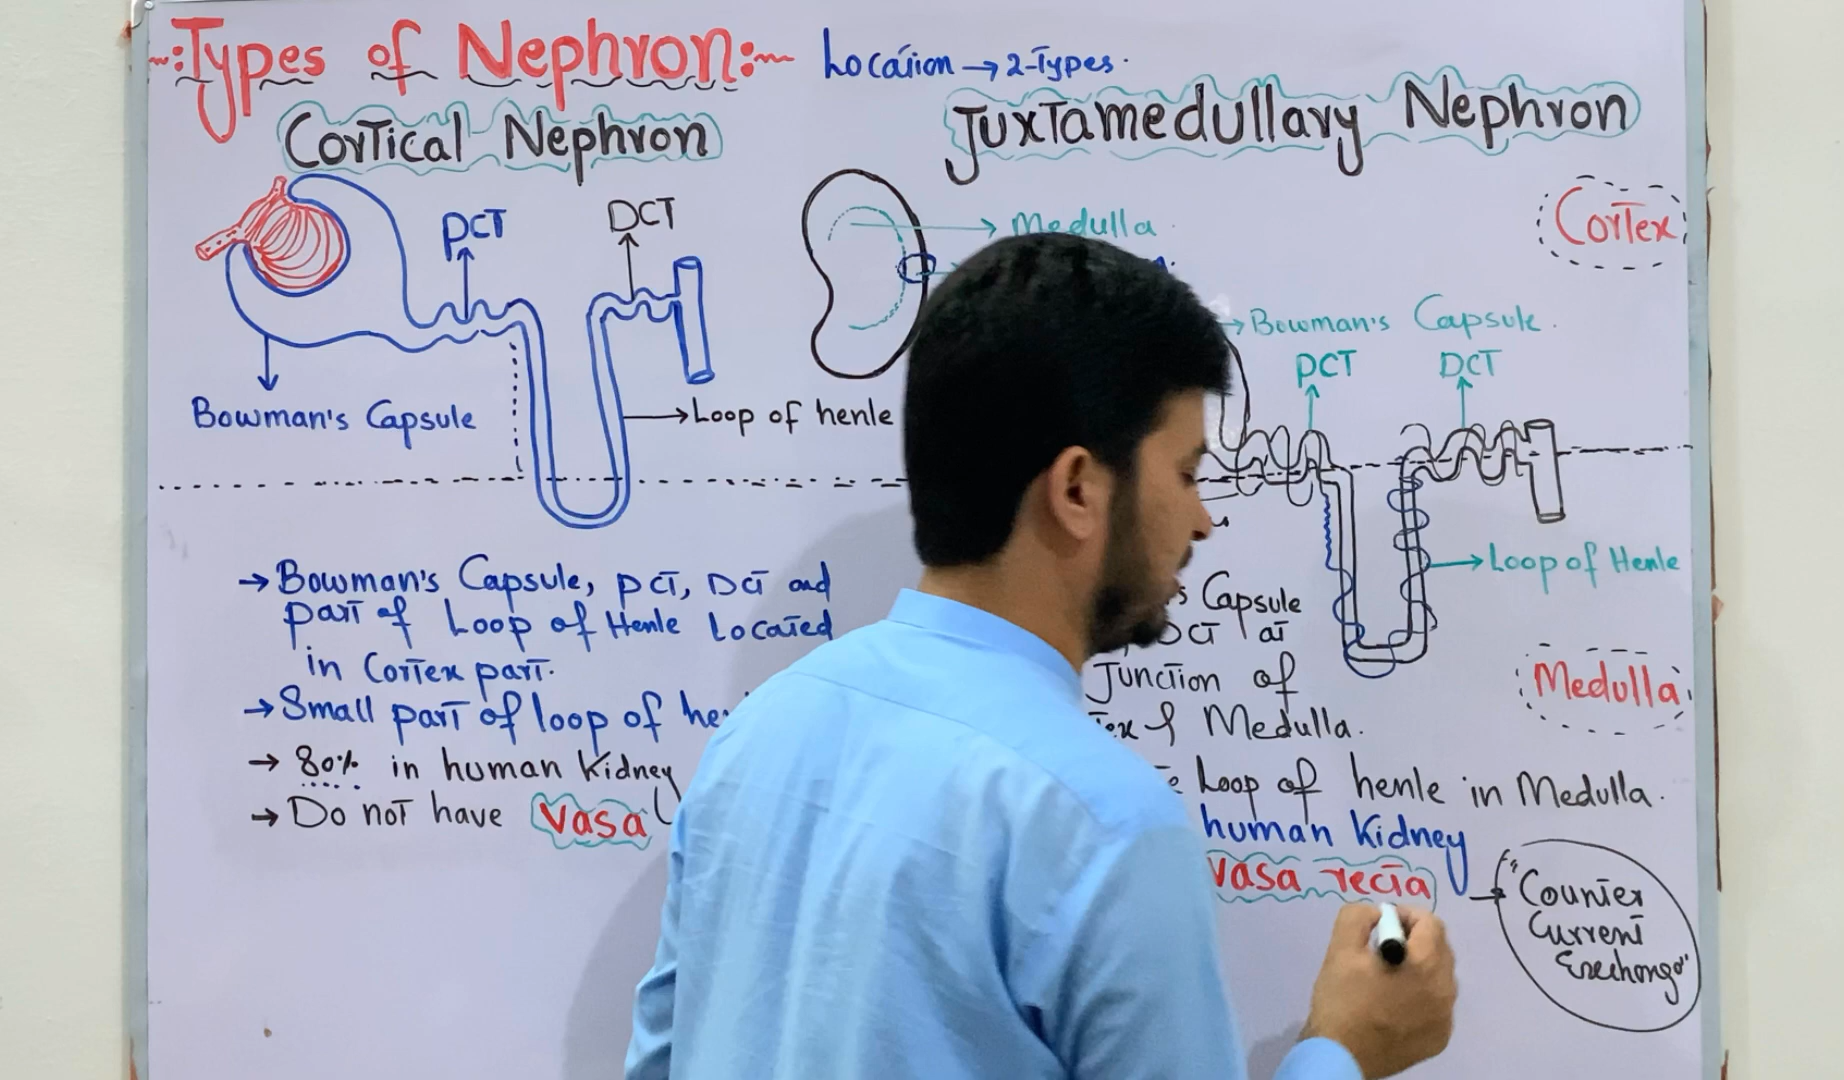 Types of Nephron:
Location → 2-Types.
Cortical Nephron
Juxtamedullary Nephron
PCT
DCT
Medulla
Cortex
Bowman's Capsule.
PCT
DCT
Bowman's Capsule
→ Loop of henle
→ Loop of Henle
→ Bowman's Capsule, PCT, DCT and
part of Loop of Henle Located
in Cortex part.
→ Small part of loop of
→ 80% in human Kidney
→ Do not have Vasa
Capsule
DCT at
Junction of
& Medulla.
Medulla
Loop of henle in Medulla.
human Kidney
Vasa recta
→ "Counter
Current
Exchange"